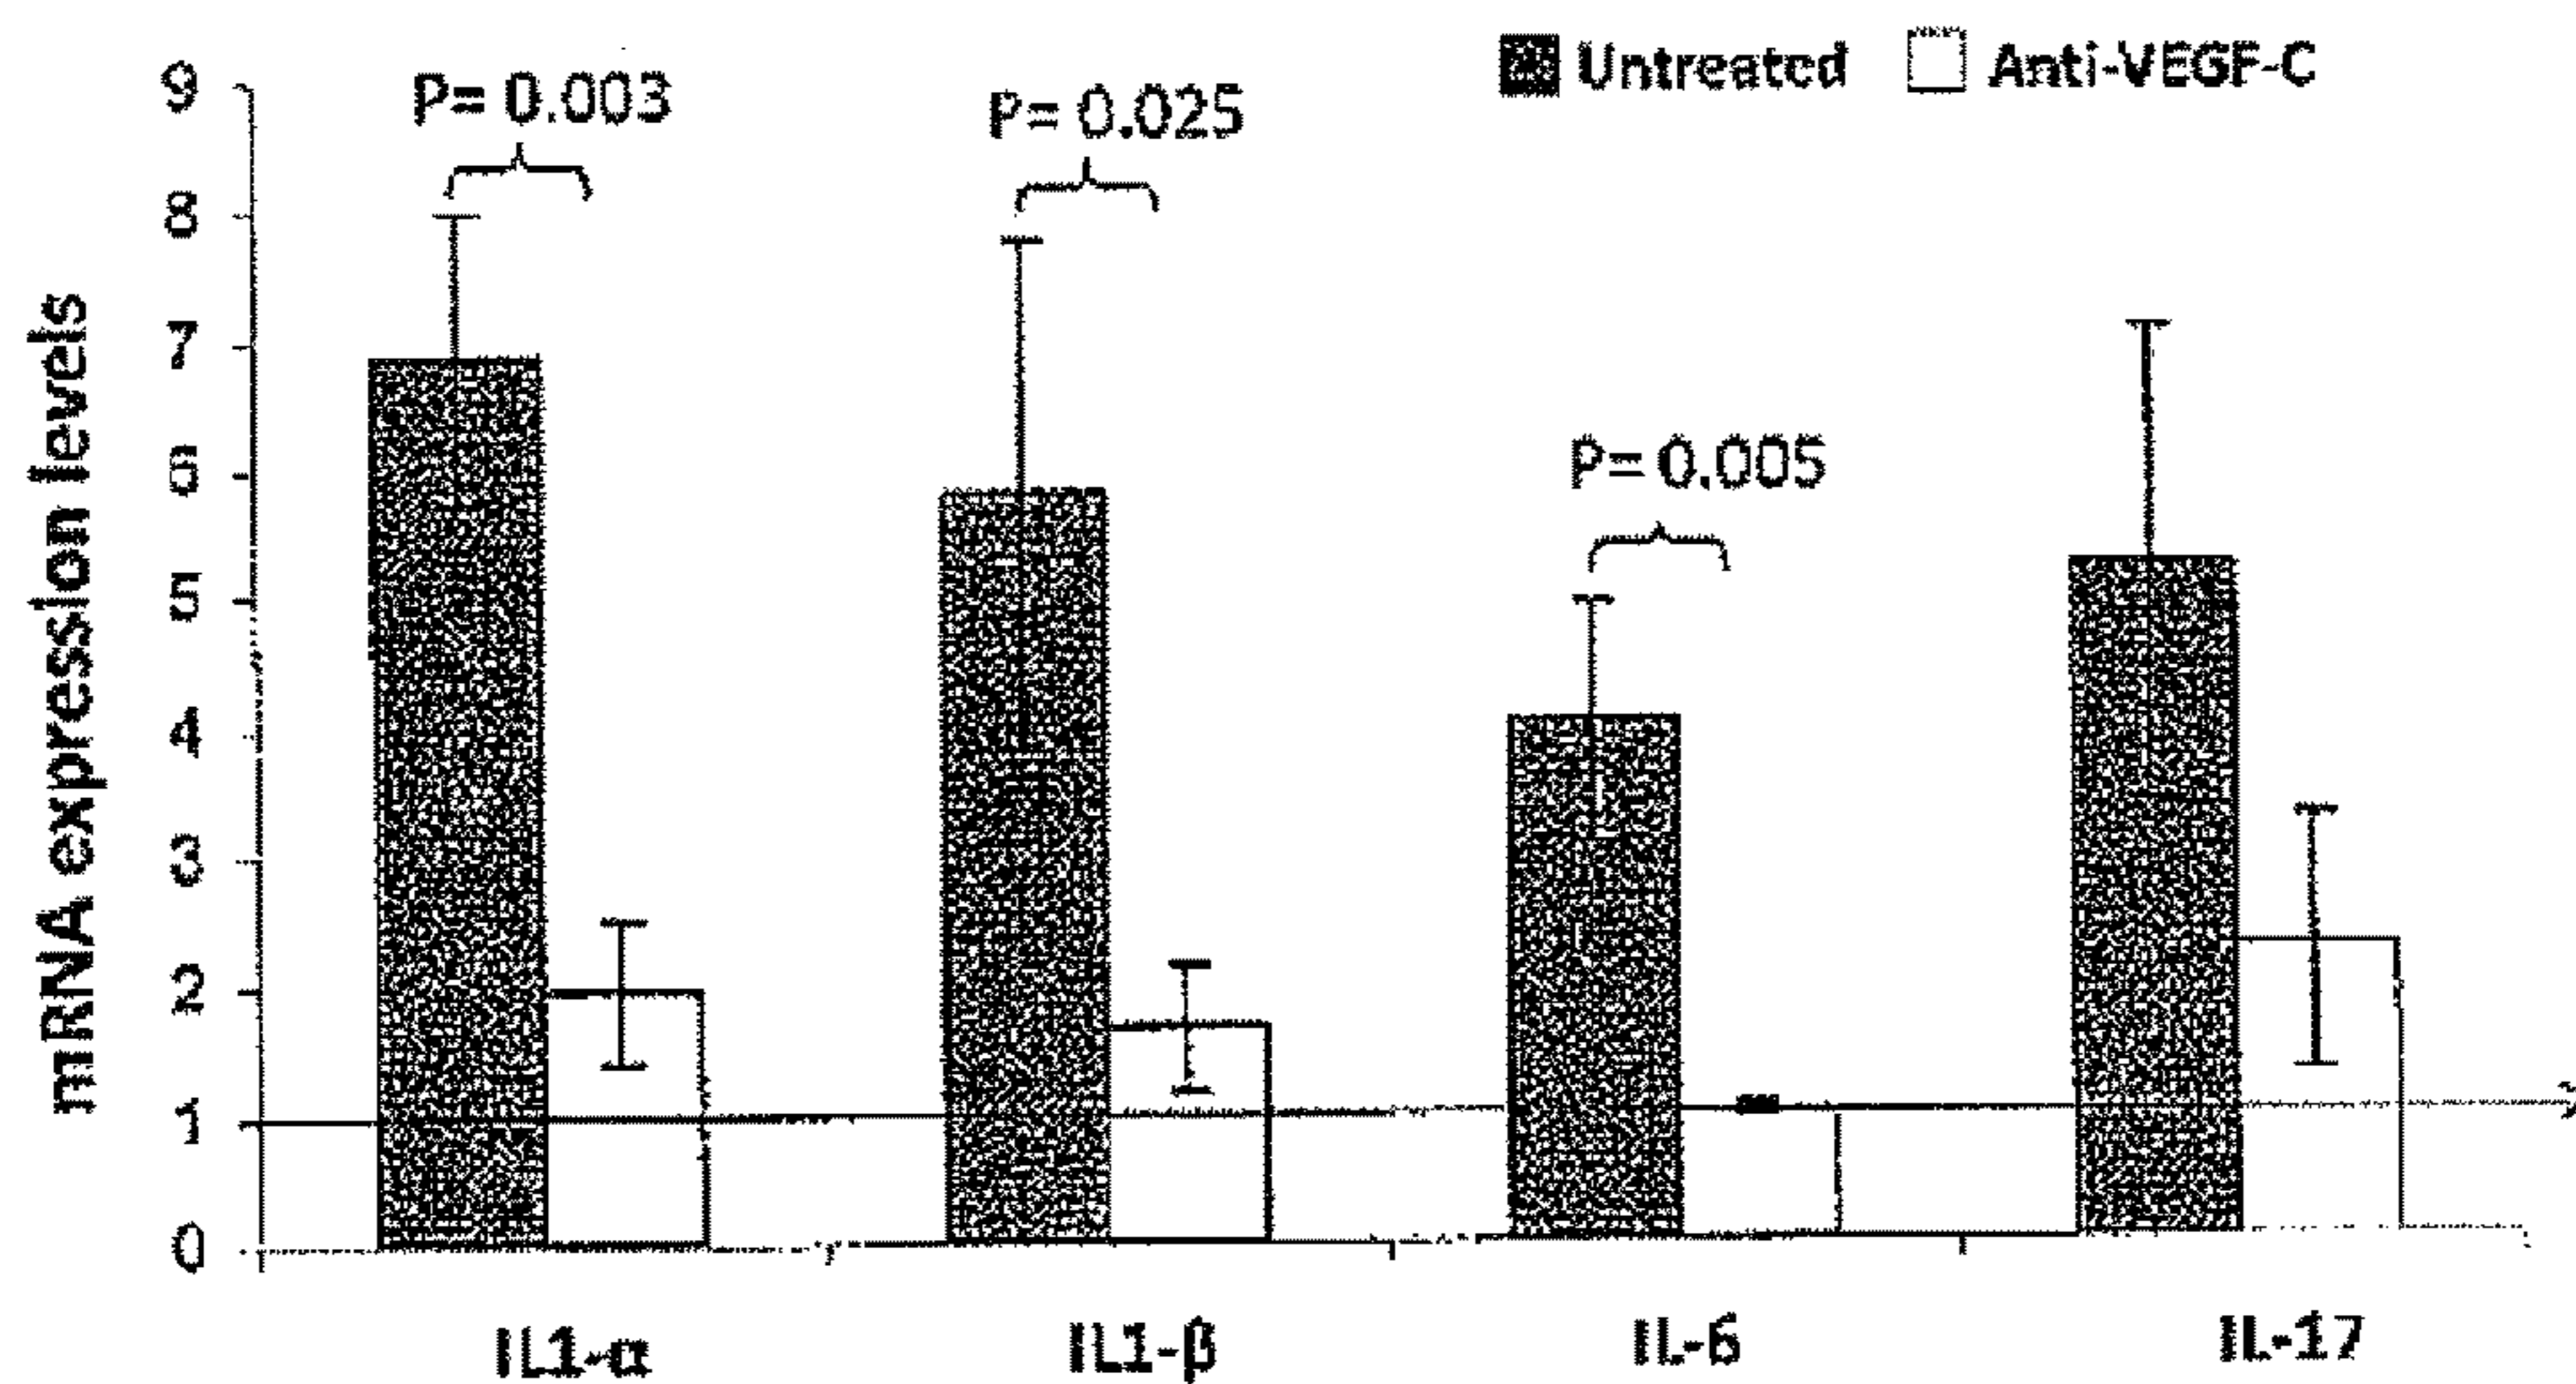 Untreated Anti-VEGF-C
P= 0.003
P= 0.025
P= 0.005
mRNA expression levels
9
8
7
6
5
4
3
2
1
0
IL1-α IL1-β IL-6 IL-17